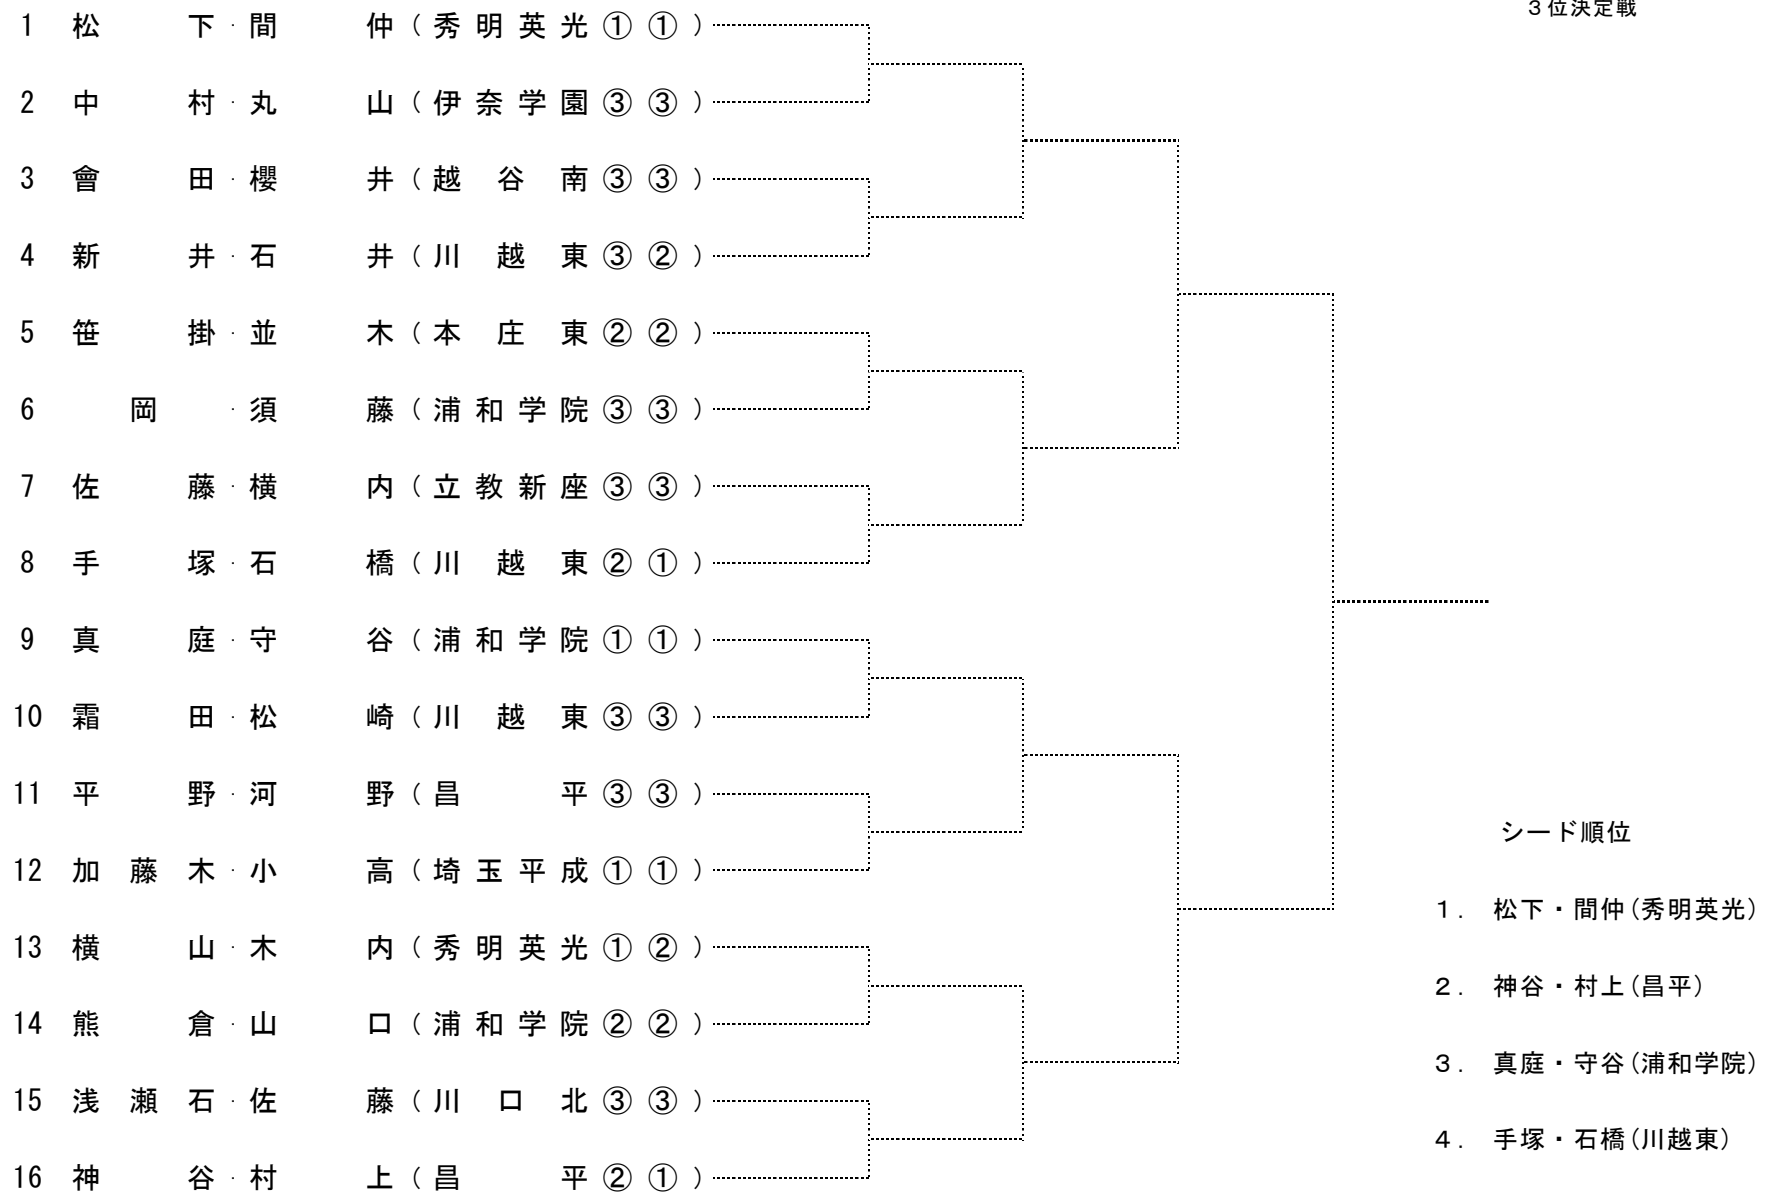 3位決定戦
1 松下・間仲(秀明英光①①)
2 中村・丸山(伊奈学園③③)
3 會田・櫻井(越谷南③③)
4 新井・石井(川越東③②)
5 笹掛・並木(本庄東②②)
6 岡・須藤(浦和学院③③)
7 佐藤・横内(立教新座③③)
8 手塚・石橋(川越東②①)
9 真庭・守谷(浦和学院①①)
10 霜田・松崎(川越東③③)
11 平野・河野(昌平③③)
12 加藤木・小高(埼玉平成①①)
13 横山・木内(秀明英光①②)
14 熊倉・山口(浦和学院②②)
15 浅瀬石・佐藤(川口北③③)
16 神谷・村上(昌平②①)
シード順位
1. 松下・間仲(秀明英光)
2. 神谷・村上(昌平)
3. 真庭・守谷(浦和学院)
4. 手塚・石橋(川越東)